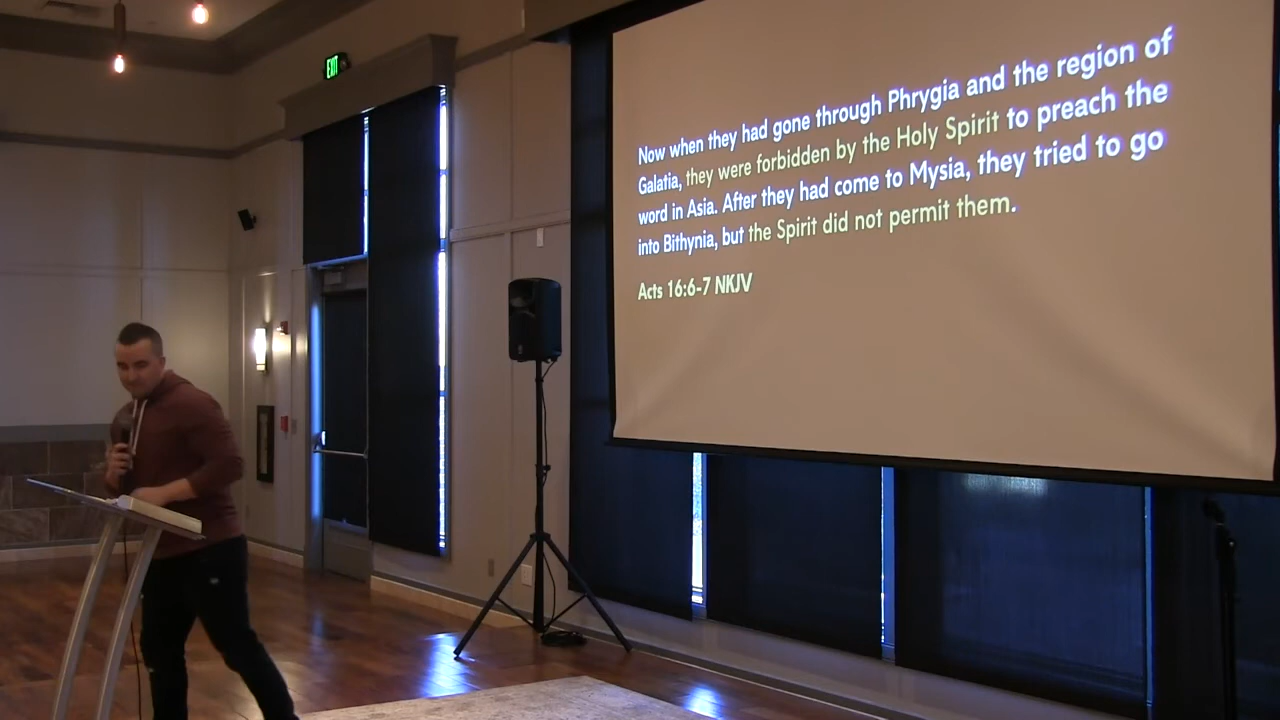 EXIT
Now when they had gone through Phrygia and the region of
Galatia, they were forbidden by the Holy Spirit to preach the
word in Asia. After they had come to Mysia, they tried to go
into Bithynia, but the Spirit did not permit them.
Acts 16:6-7 NKJV